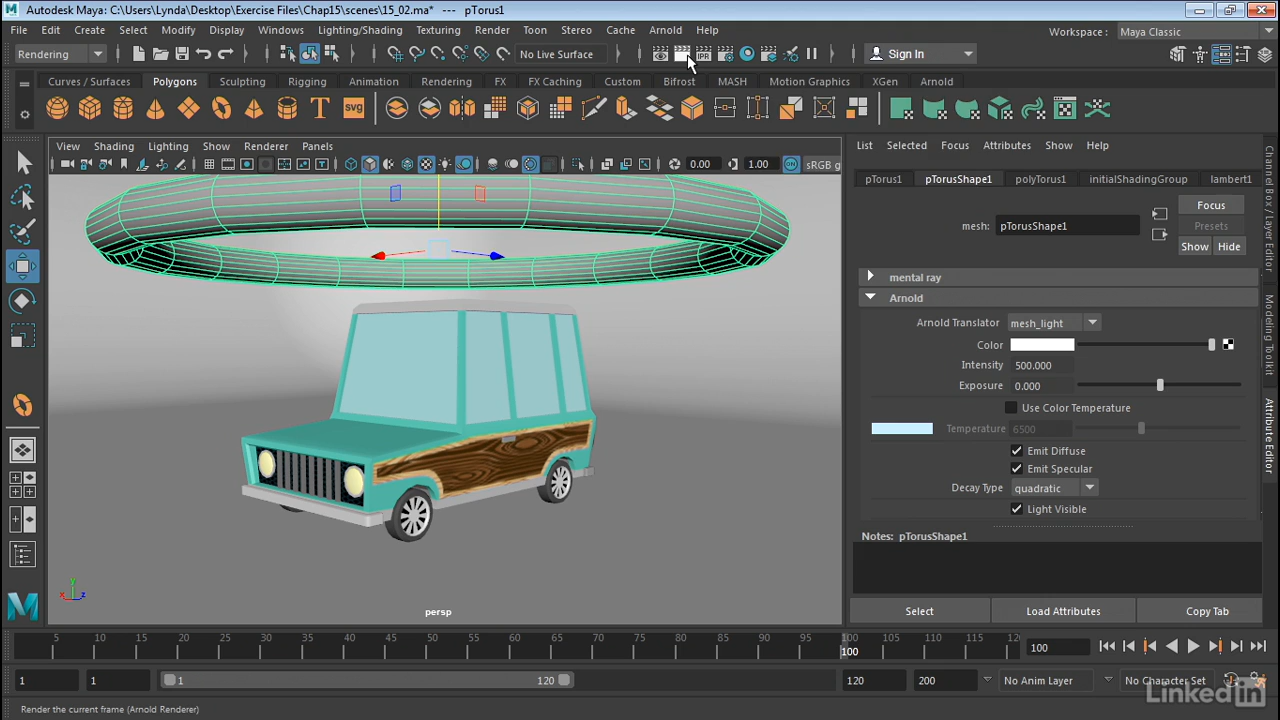 Autodesk Maya: C:\Users\Lynda\Desktop\Exercise Files\Chap15\scenes\15_02.ma* --- pTorus1
File Edit Create Select Modify Display Windows Lighting/Shading Texturing Render Toon Stereo Cache Arnold Help Workspace : Maya Classic
Rendering No Live Surface IPR Sign In
Curves / Surfaces Polygons Sculpting Rigging Animation Rendering FX FX Caching Custom Bifrost MASH Motion Graphics XGen Arnold
T SVG
View Shading Lighting Show Renderer Panels
0.00 1.00 ON sRGB g
List Selected Focus Attributes Show Help
pTorus1 pTorusShape1 polyTorus1 initialShadingGroup lambert1
Focus
mesh: pTorusShape1 Presets
Show Hide
mental ray
Arnold
Arnold Translator mesh_light
Color
Intensity 500.000
Exposure 0.000
Use Color Temperature
Temperature 6500
Emit Diffuse
Emit Specular
Decay Type quadratic
Light Visible
Notes: pTorusShape1
Select Load Attributes Copy Tab
Channel Box / Layer Editor
Modeling Toolkit
Attribute Editor
y
x z
persp
5 10 15 20 25 30 35 40 45 50 55 60 65 70 75 80 85 90 95 100 105 110 115 120
100 100
1 1 1 120 120 200 No Anim Layer No Character Set
Render the current frame (Arnold Renderer)
LinkedIn